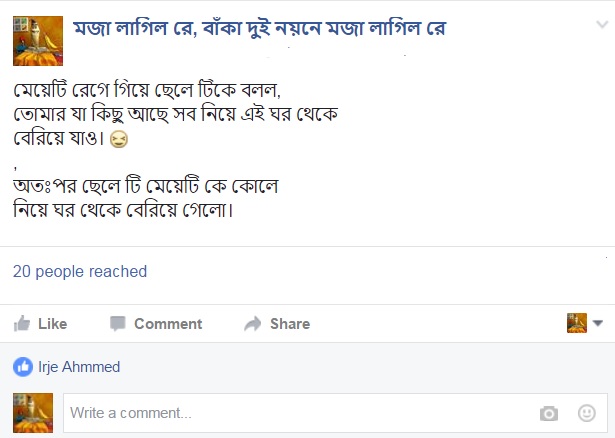 মজা লাগিল রে, বাঁকা দুই নয়নে মজা লাগিল রে
মেয়েটি রেগে গিয়ে ছেলে টিকে বলল,
তোমার যা কিছু আছে সব নিয়ে এই ঘর থেকে
বেরিয়ে যাও। 😆
,
অতঃপর ছেলে টি মেয়েটি কে কোলে
নিয়ে ঘর থেকে বেরিয়ে গেলো।
20 people reached
Like Comment Share
Irje Ahmmed
Write a comment...